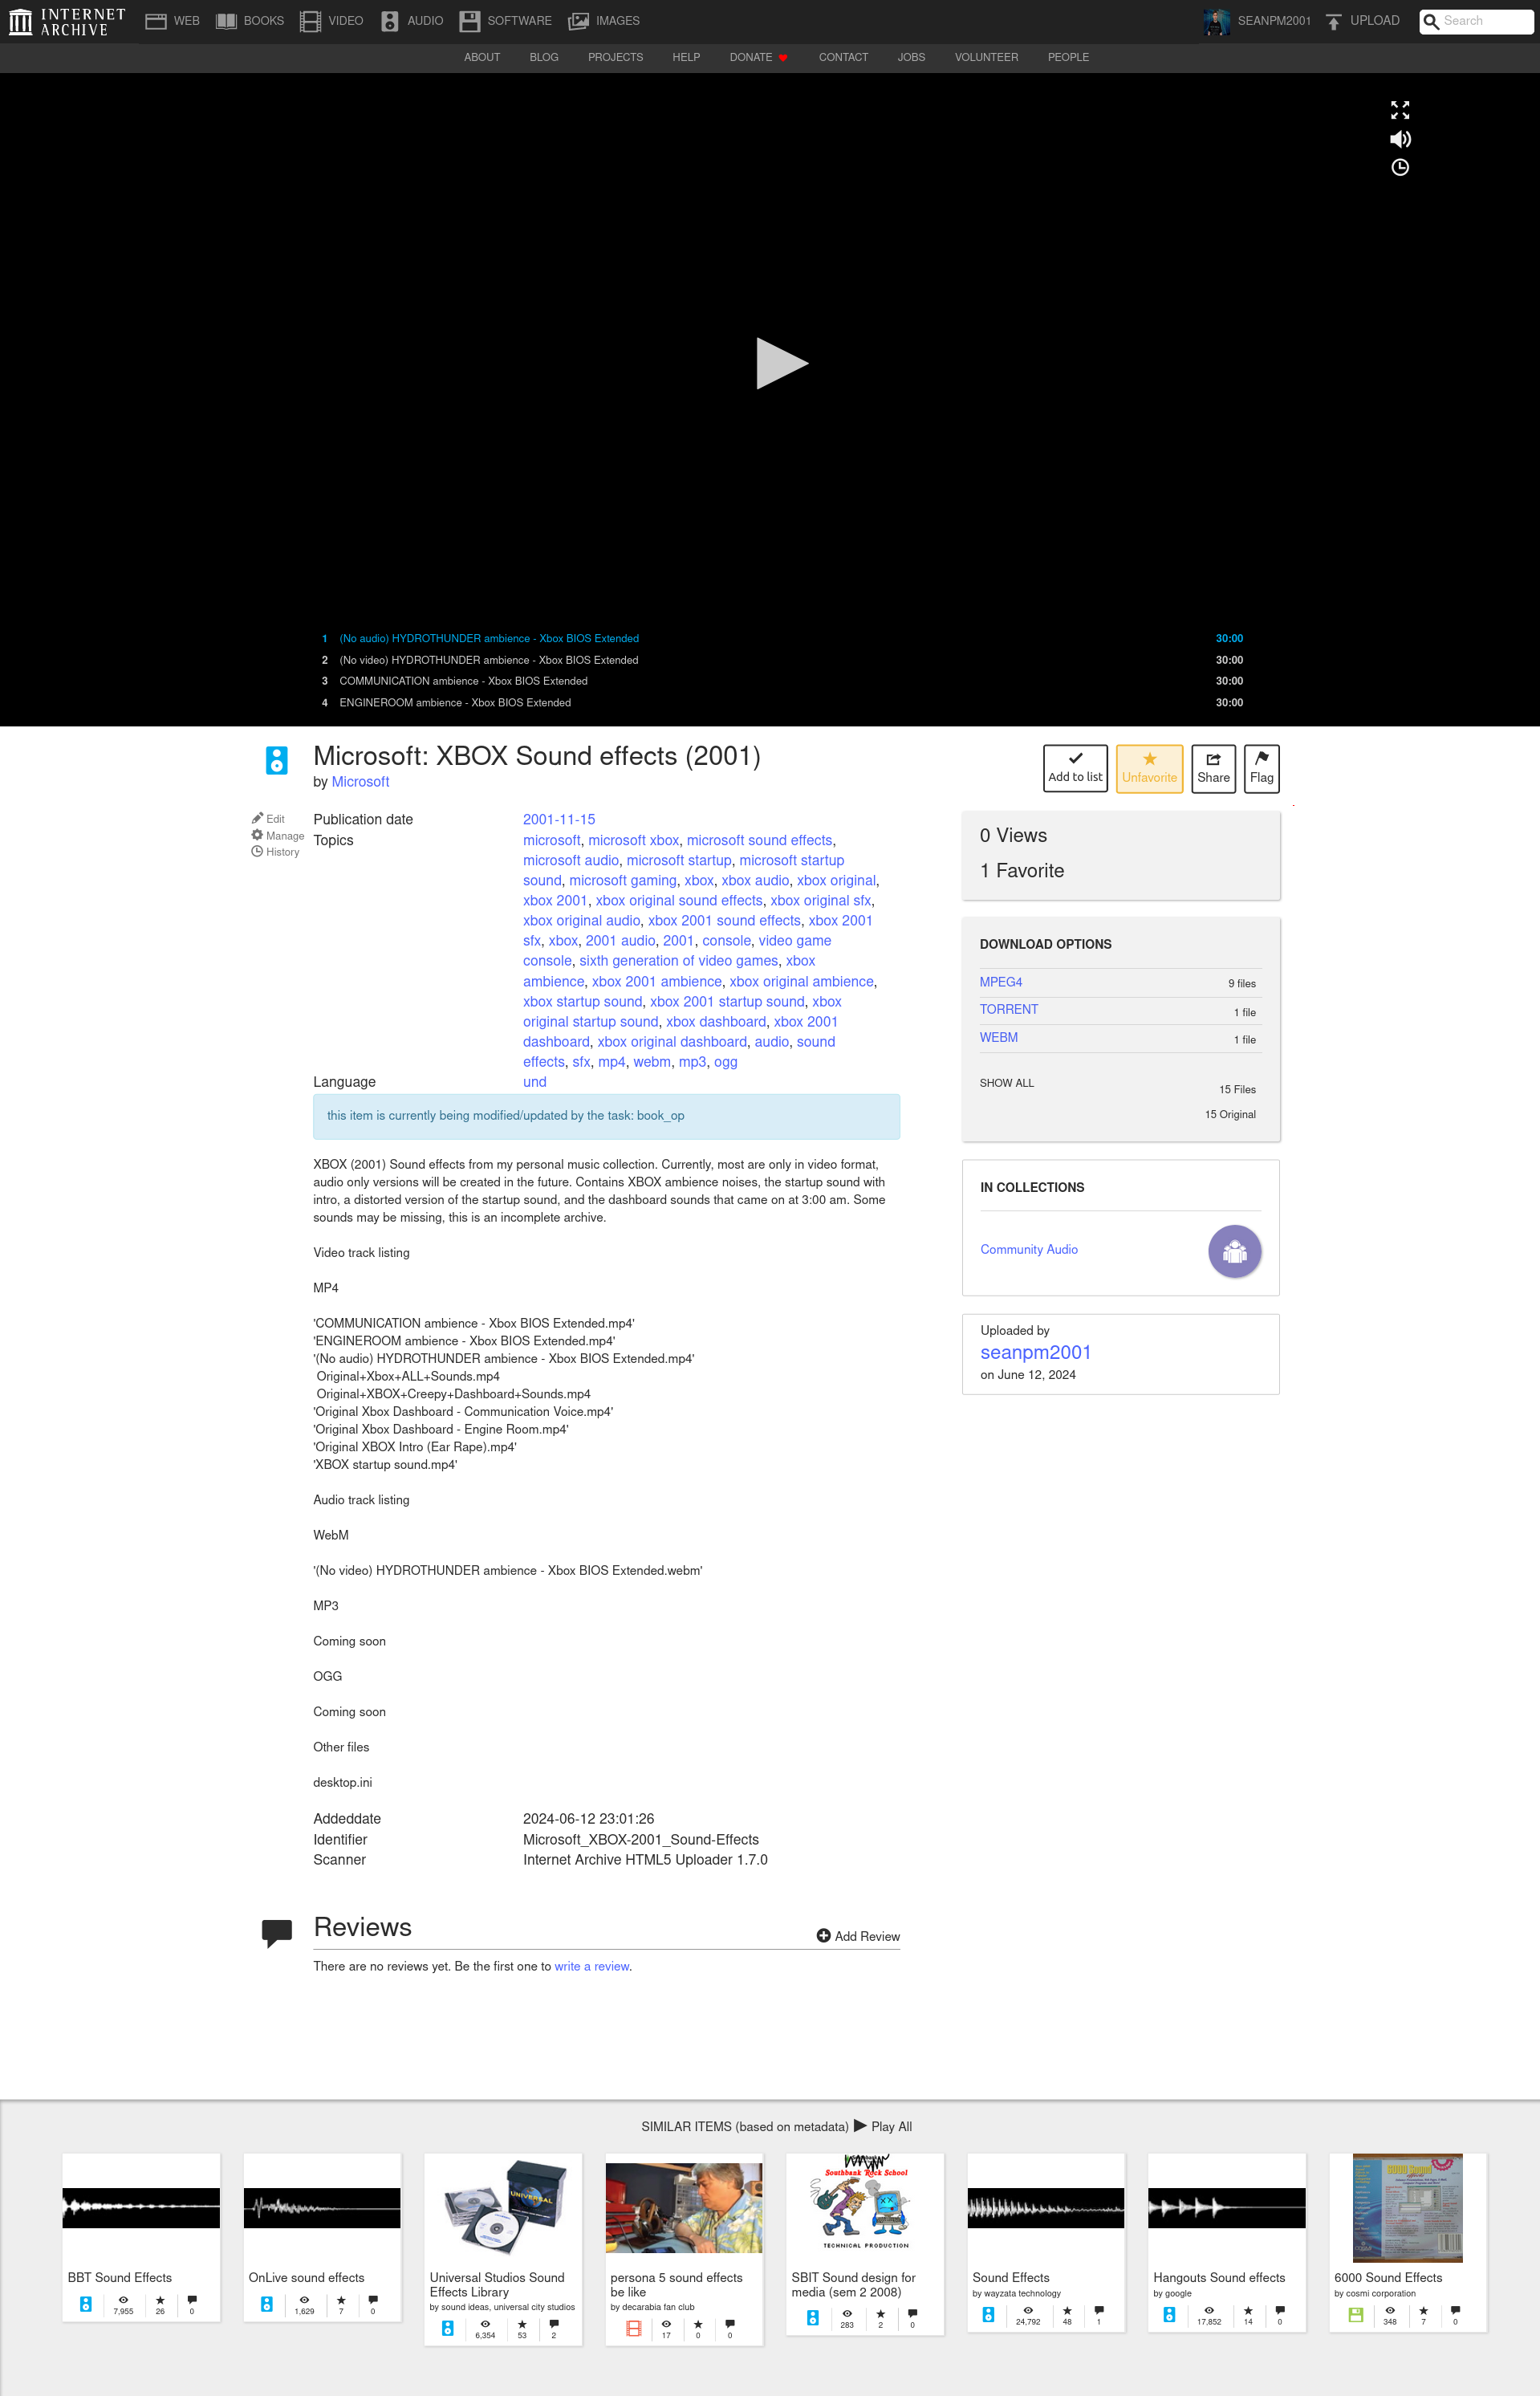 INTERNET ARCHIVE
WEB BOOKS VIDEO AUDIO SOFTWARE IMAGES SEANPM2001 UPLOAD Search
ABOUT BLOG PROJECTS HELP DONATE CONTACT JOBS VOLUNTEER PEOPLE
1 (No audio) HYDROTHUNDER ambience - Xbox BIOS Extended 30:00
2 (No video) HYDROTHUNDER ambience - Xbox BIOS Extended 30:00
3 COMMUNICATION ambience - Xbox BIOS Extended 30:00
4 ENGINEROOM ambience - Xbox BIOS Extended 30:00
Microsoft: XBOX Sound effects (2001)
by Microsoft
Add to list Unfavorite Share Flag
Edit
Manage
History
Publication date 2001-11-15
Topics microsoft, microsoft xbox, microsoft sound effects,
microsoft audio, microsoft startup, microsoft startup
sound, microsoft gaming, xbox, xbox audio, xbox original,
xbox 2001, xbox original sound effects, xbox original sfx,
xbox original audio, xbox 2001 sound effects, xbox 2001
sfx, xbox, 2001 audio, 2001, console, video game
console, sixth generation of video games, xbox
ambience, xbox 2001 ambience, xbox original ambience,
xbox startup sound, xbox 2001 startup sound, xbox
original startup sound, xbox dashboard, xbox 2001
dashboard, xbox original dashboard, audio, sound
effects, sfx, mp4, webm, mp3, ogg
Language und
this item is currently being modified/updated by the task: book_op
XBOX (2001) Sound effects from my personal music collection. Currently, most are only in video format,
audio only versions will be created in the future. Contains XBOX ambience noises, the startup sound with
intro, a distorted version of the startup sound, and the dashboard sounds that came on at 3:00 am. Some
sounds may be missing, this is an incomplete archive.
Video track listing
MP4
'COMMUNICATION ambience - Xbox BIOS Extended.mp4'
'ENGINEROOM ambience - Xbox BIOS Extended.mp4'
'(No audio) HYDROTHUNDER ambience - Xbox BIOS Extended.mp4'
Original+Xbox+ALL+Sounds.mp4
Original+XBOX+Creepy+Dashboard+Sounds.mp4
'Original Xbox Dashboard - Communication Voice.mp4'
'Original Xbox Dashboard - Engine Room.mp4'
'Original XBOX Intro (Ear Rape).mp4'
'XBOX startup sound.mp4'
Audio track listing
WebM
'(No video) HYDROTHUNDER ambience - Xbox BIOS Extended.webm'
MP3
Coming soon
OGG
Coming soon
Other files
desktop.ini
Addeddate 2024-06-12 23:01:26
Identifier Microsoft_XBOX-2001_Sound-Effects
Scanner Internet Archive HTML5 Uploader 1.7.0
0 Views
1 Favorite
DOWNLOAD OPTIONS
MPEG4 9 files
TORRENT 1 file
WEBM 1 file
SHOW ALL 15 Files
15 Original
IN COLLECTIONS
Community Audio
Uploaded by
seanpm2001
on June 12, 2024
Reviews
Add Review
There are no reviews yet. Be the first one to write a review.
SIMILAR ITEMS (based on metadata) Play All
BBT Sound Effects
7,955 26 0
OnLive sound effects
1,629 7 0
UNIVERSAL
Universal Studios Sound
Effects Library
by sound ideas, universal city studios
6,354 53 2
persona 5 sound effects
be like
by decarabia fan club
17 0 0
Southbank Rock School
TECHNICAL PRODUCTION
SBIT Sound design for
media (sem 2 2008)
283 2 0
Sound Effects
by wayzata technology
24,792 48 1
Hangouts Sound effects
by google
17,852 14 0
6000 Sound
6000 Sound Effects
by cosmi corporation
348 7 0